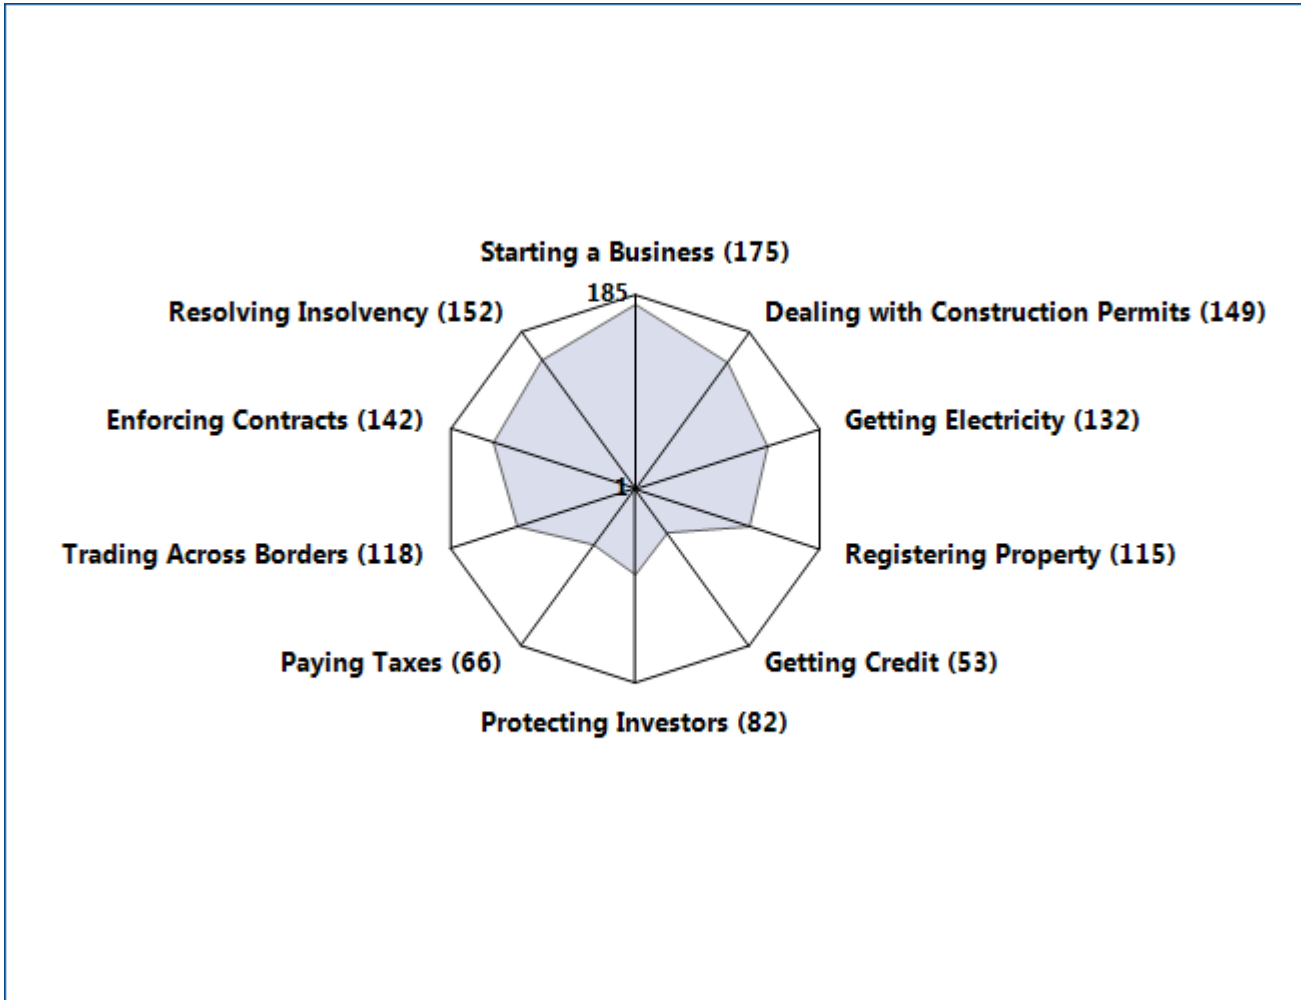 Starting a Business (175)
185
Resolving Insolvency (152)
Dealing with Construction Permits (149)
Enforcing Contracts (142)
Getting Electricity (132)
1
Trading Across Borders (118)
Registering Property (115)
Paying Taxes (66)
Getting Credit (53)
Protecting Investors (82)